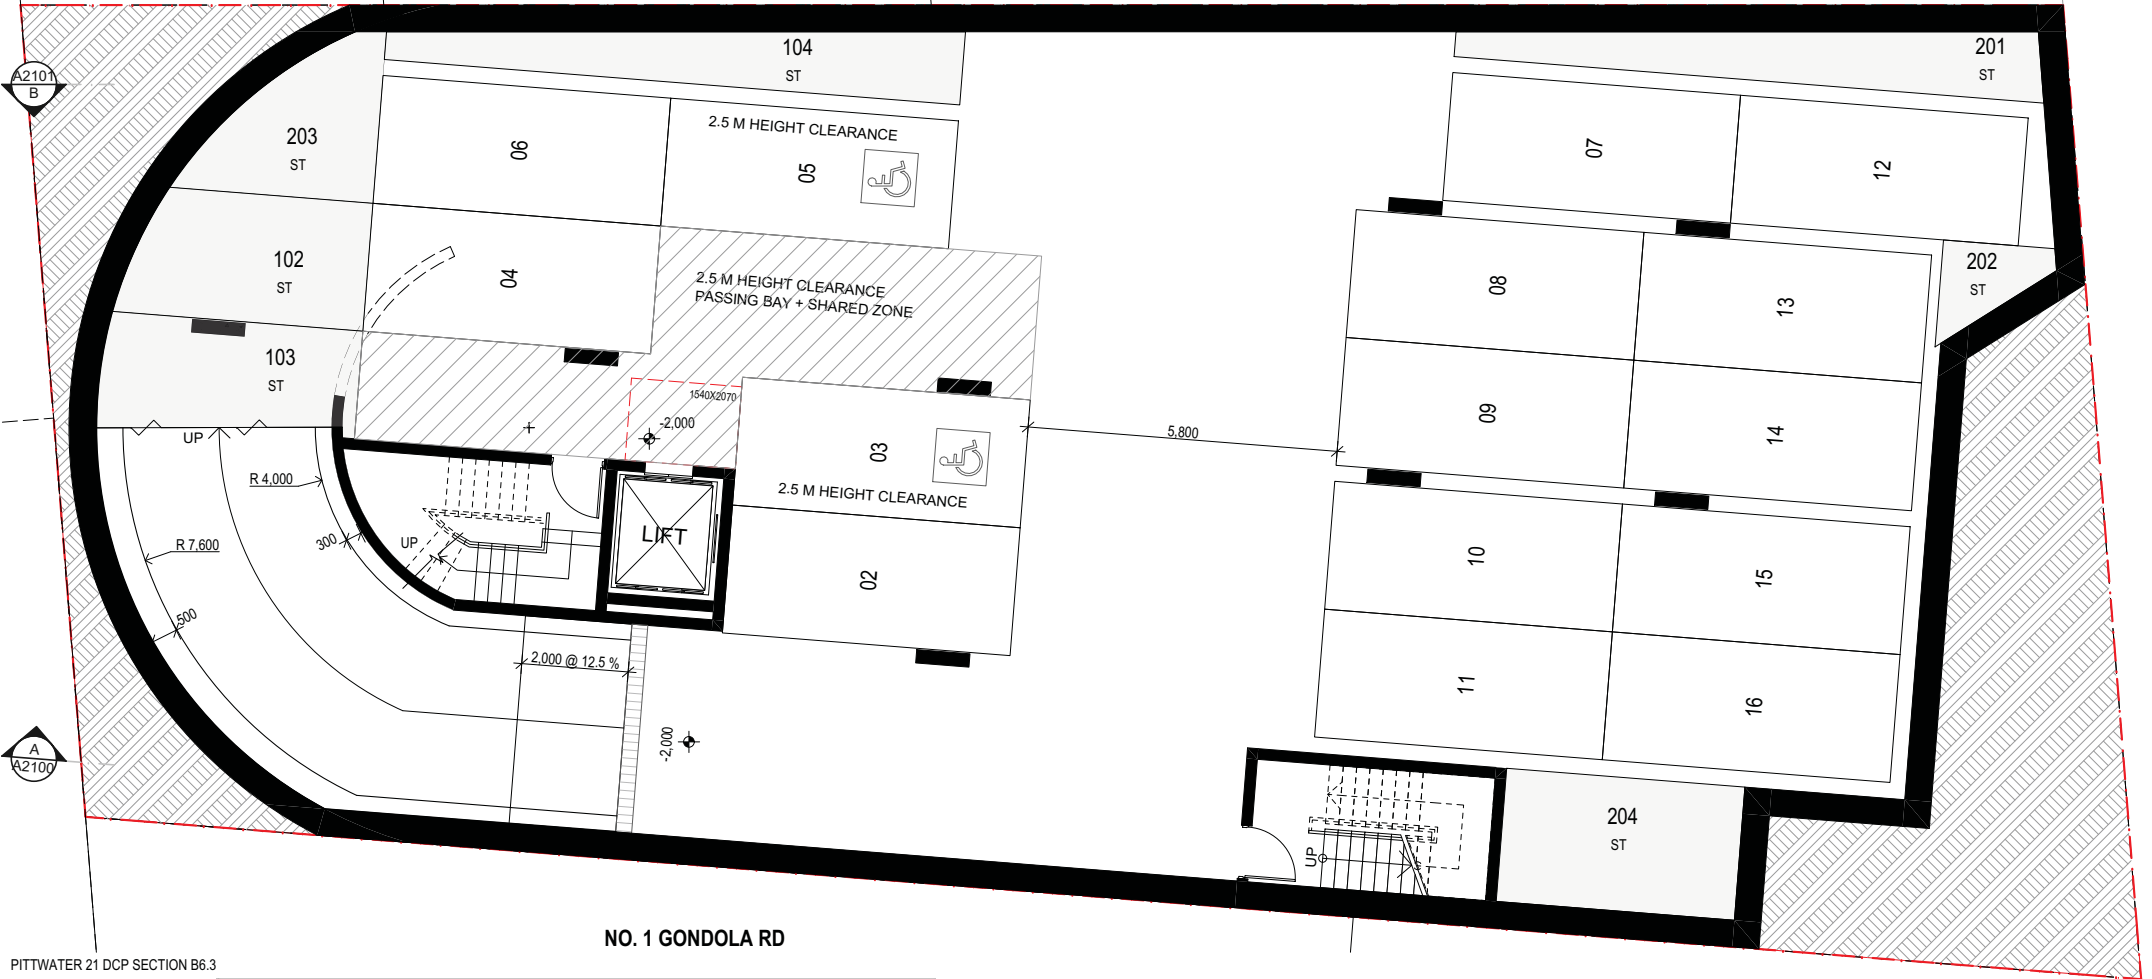 104
ST
201
ST
A2101
B
2.5 M HEIGHT CLEARANCE
203
ST
06
05
07
12
102
ST
04
2.5 M HEIGHT CLEARANCE
PASSING BAY + SHARED ZONE
08
13
202
ST
103
ST
1540X2070
-2,000
UP
03
5,800
09
14
R 4,000
2.5 M HEIGHT CLEARANCE
300
UP
LIFT
R 7,600
02
10
15
500
2,000 @ 12.5 %
11
16
-2,000
A
A2100
UP
204
ST
NO. 1 GONDOLA RD
PITTWATER 21 DCP SECTION B6.3